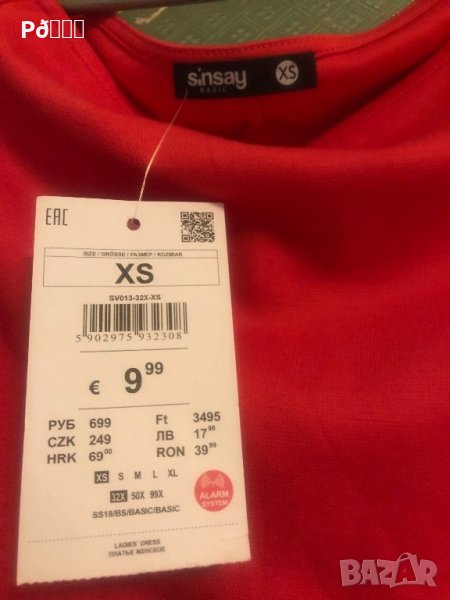 sinsay
BASIC
XS
EAC
SIZE / GRÖSSE / РАЗМЕР / ROZMIAR
XS
SV013-32X-XS
5 902975 932308
€ 9 99
РУБ 699 Ft 3495
CZK 249 ЛВ 17 90
HRK 69 00 RON 39 99
XS S M L XL
32X 50X 99X
SS18/BS/BASIC/BASIC
ALARM
SYSTEM
LADIES' DRESS
ПЛАТЬЕ ЖЕНСКОЕ
BAZAR